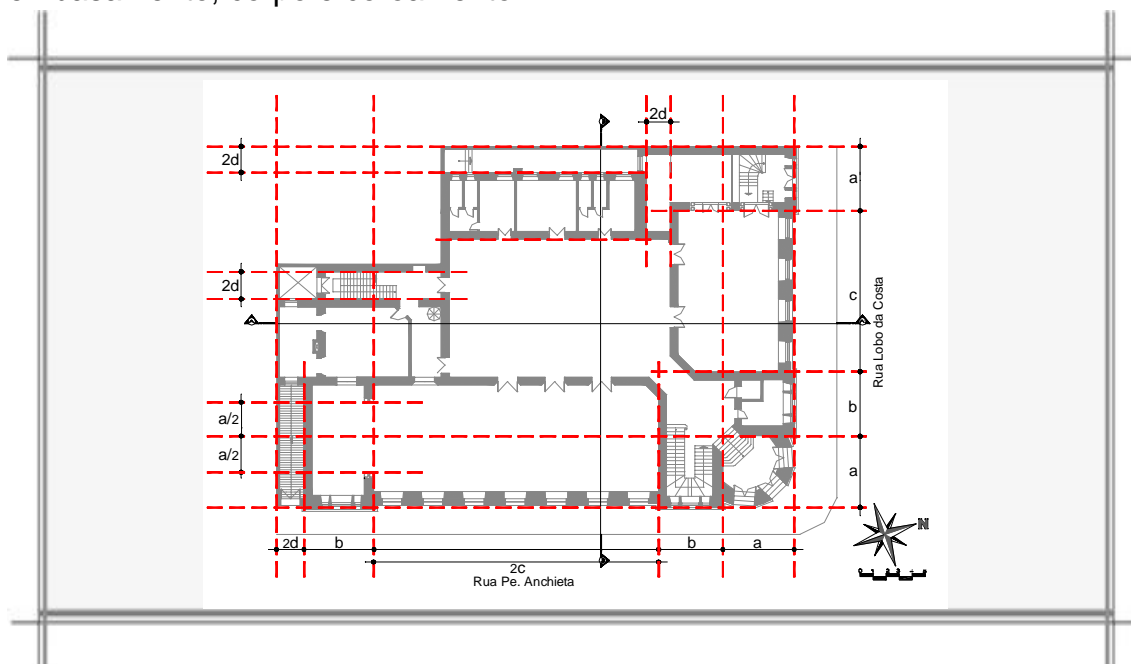 2d
2d
a
2d
c
Rua Lobo da Costa
b
a/2
a/2
a
N
2d
b
b
a
2c
Rua Pe. Anchieta